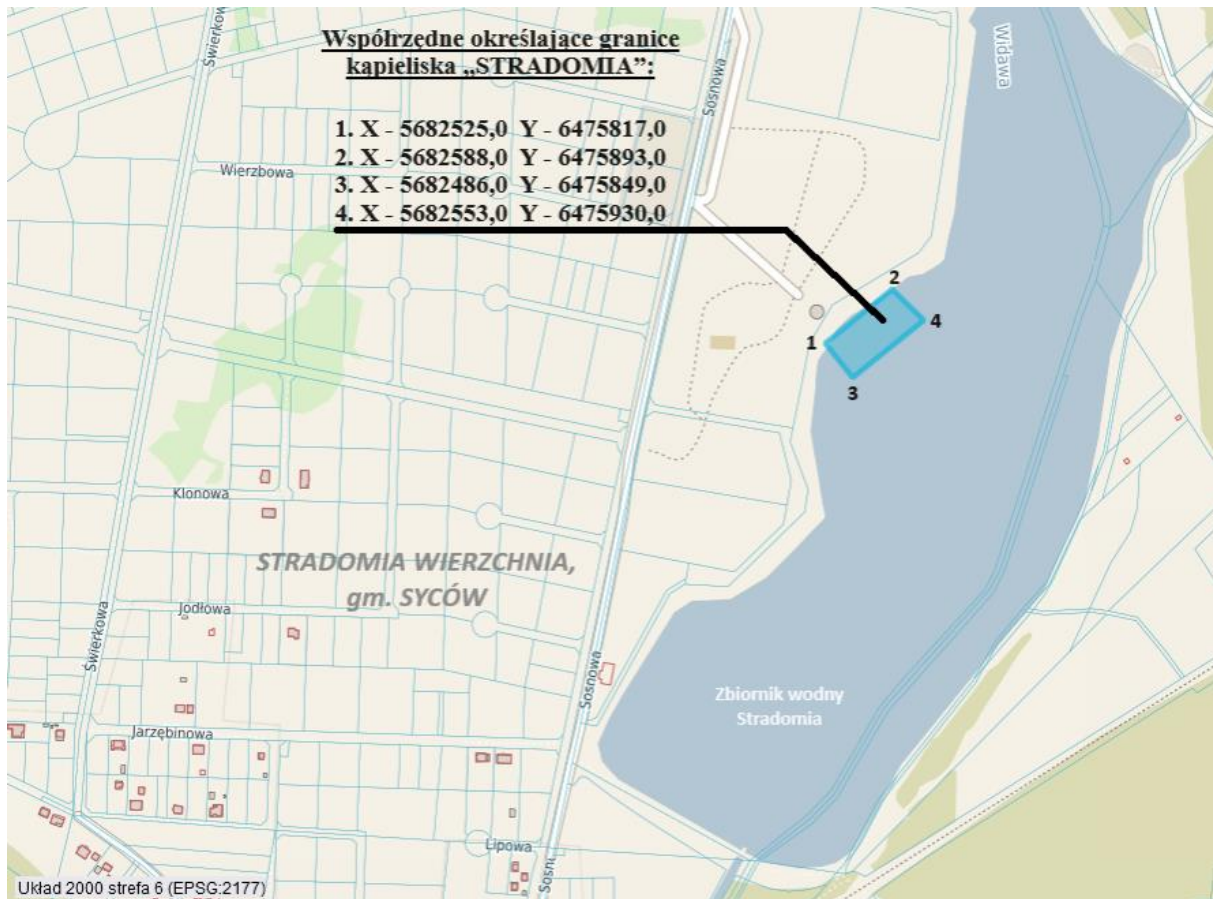 Współrzędne określające granice
kąpieliska „STRADOMIA”:
1. X - 5682525,0 Y - 6475817,0
2. X - 5682588,0 Y - 6475893,0
3. X - 5682486,0 Y - 6475849,0
4. X - 5682553,0 Y - 6475930,0
Świerkow
Sosnowa
Widawa
Wierzbowa
2
1
4
3
Klonowa
STRADOMIA WIERZCHNIA,
gm. SYCÓW
Jodłowa
Świerkowa
Sosnowa
Zbiornik wodny
Stradomia
Jarzębinowa
Lipowa
Sosn
Układ 2000 strefa 6 (EPSG:2177)